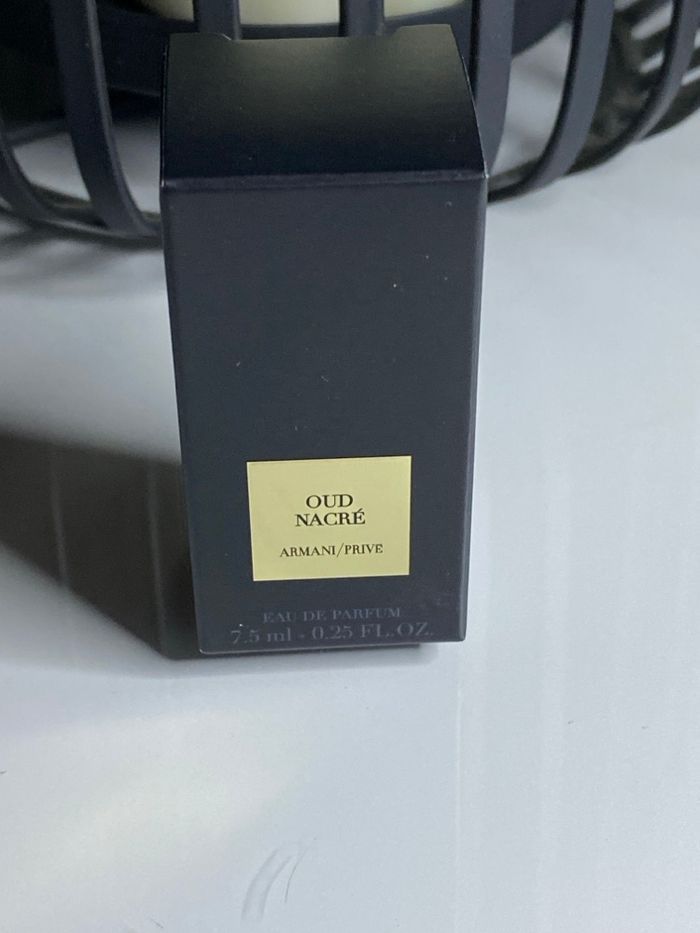 OUD
NACRÉ
ARMANI/PRIVE
EAU DE PARFUM
7.5 ml - 0.25 FL.OZ.